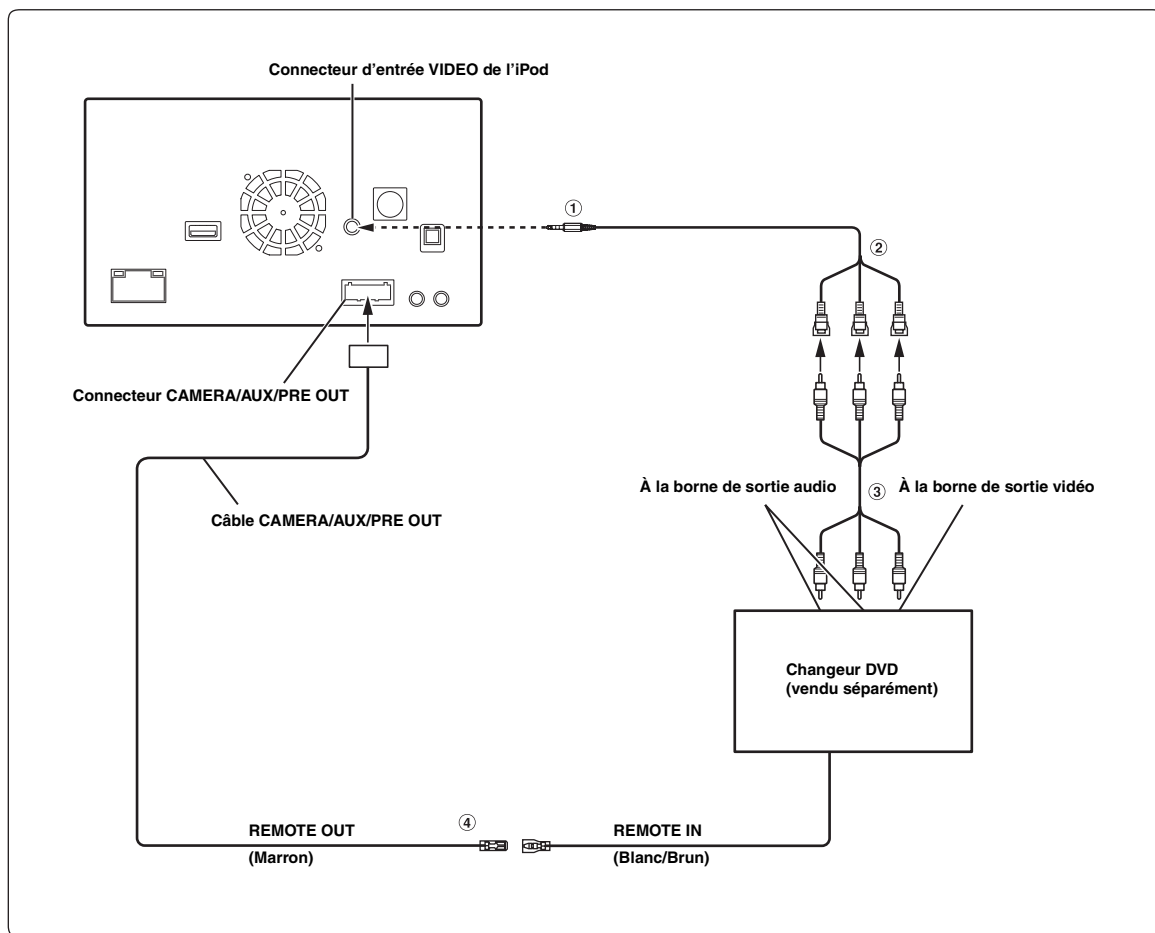 Connecteur d'entrée VIDEO de l'iPod
①
②
Connecteur CAMERA/AUX/PRE OUT
À la borne de sortie audio
③
À la borne de sortie vidéo
Câble CAMERA/AUX/PRE OUT
Changeur DVD
(vendu séparément)
REMOTE OUT
(Marron)
④
REMOTE IN
(Blanc/Brun)